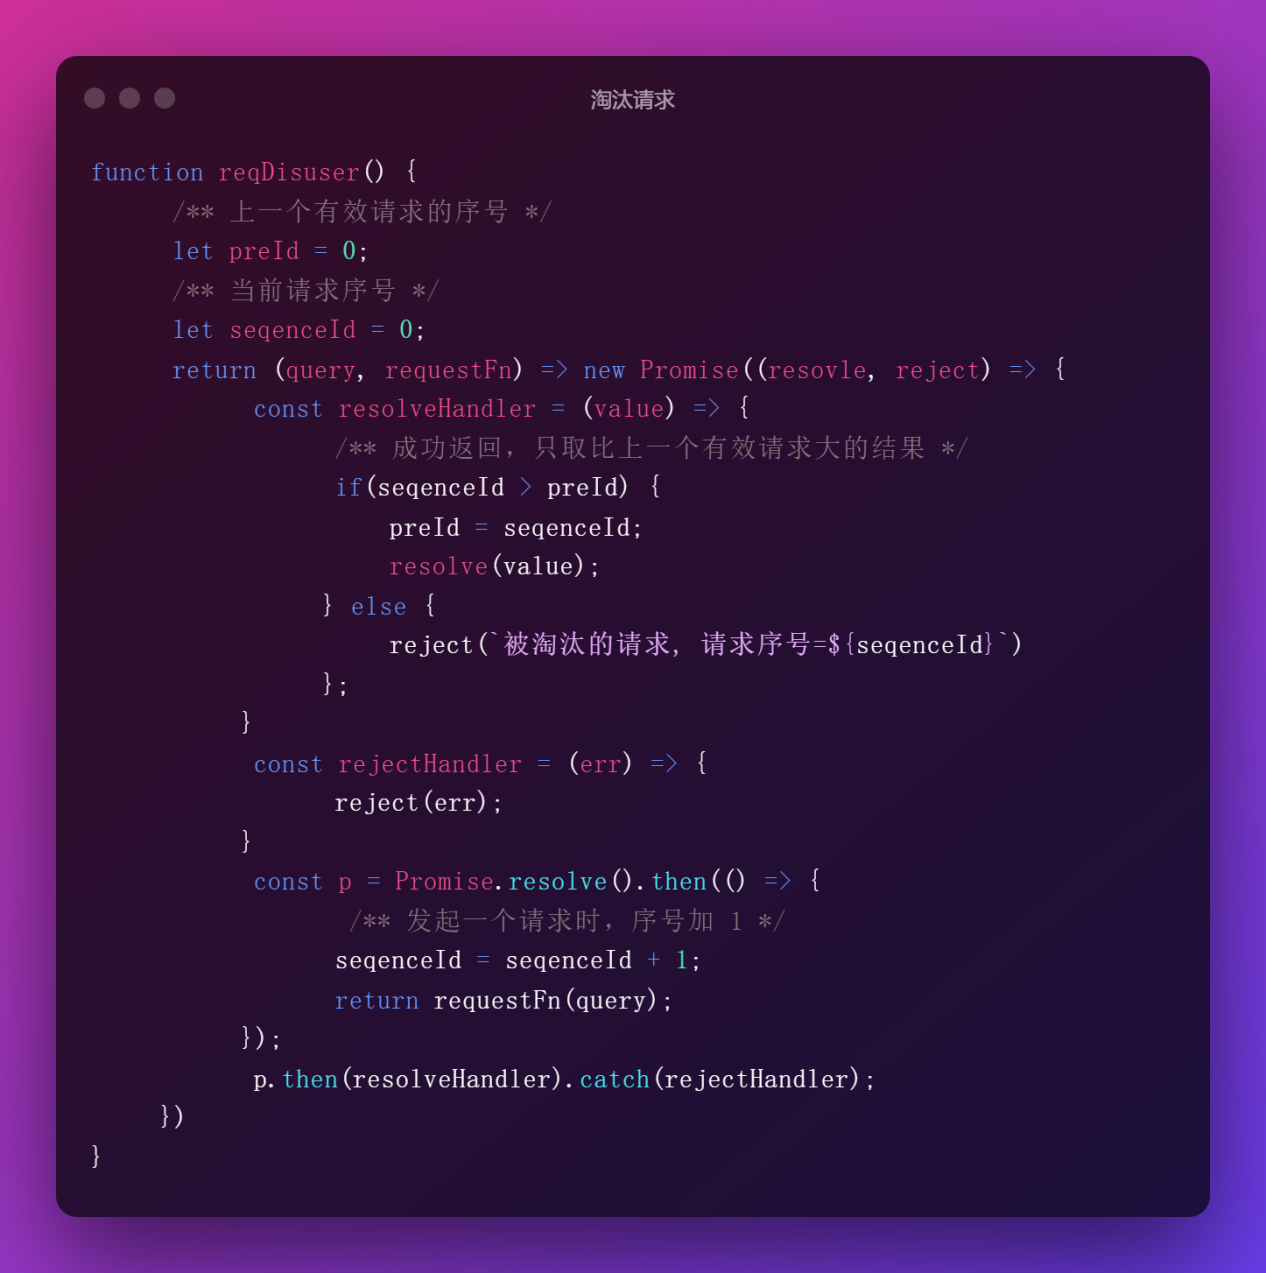 淘汰请求
function reqDisuser() {
/** 上一个有效请求的序号 */
let preId = 0;
/** 当前请求序号 */
let seqenceId = 0;
return (query, requestFn) => new Promise((resovle, reject) => {
const resolveHandler = (value) => {
/** 成功返回，只取比上一个有效请求大的结果 */
if(seqenceId > preId) {
preId = seqenceId;
resolve(value);
} else {
reject(`被淘汰的请求, 请求序号=${seqenceId}`)
};
}
const rejectHandler = (err) => {
reject(err);
}
const p = Promise.resolve().then(() => {
/** 发起一个请求时，序号加 1 */
seqenceId = seqenceId + 1;
return requestFn(query);
});
p.then(resolveHandler).catch(rejectHandler);
})
}